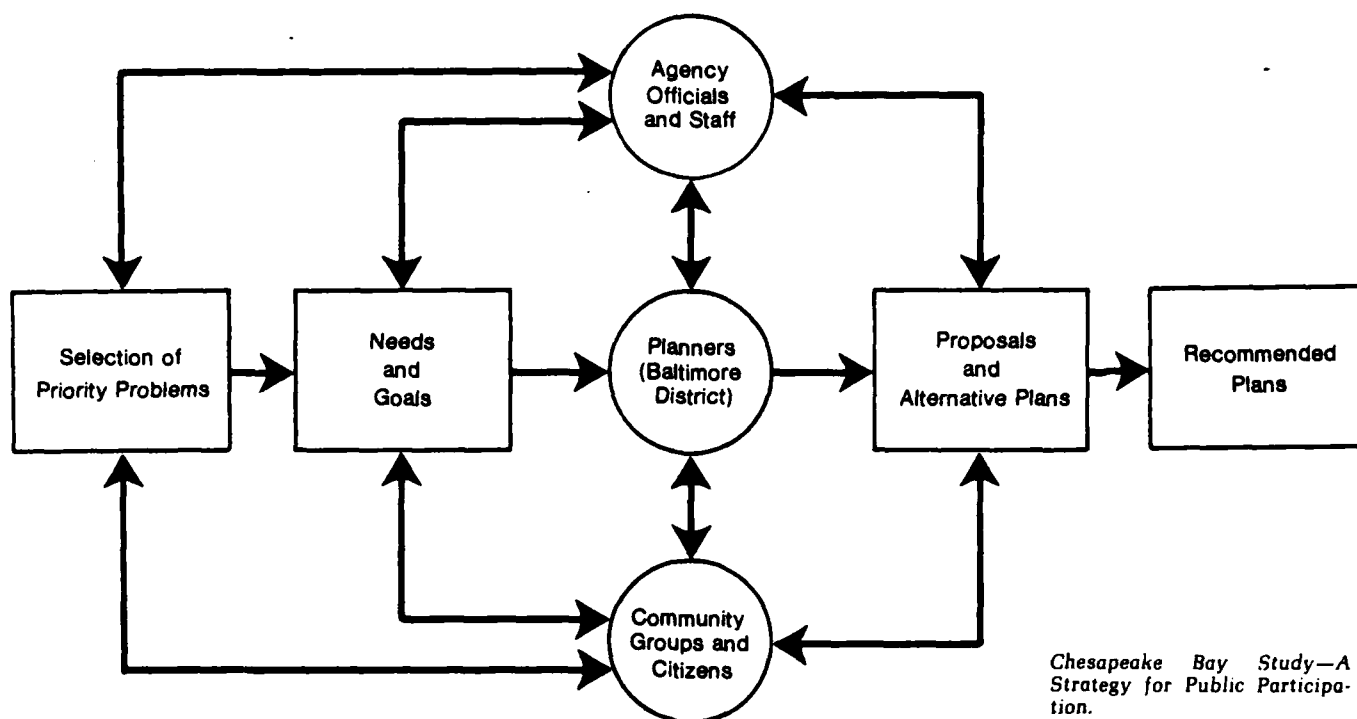 Agency
Officials
and Staff
Selection of
Priority Problems
Needs
and
Goals
Planners
(Baltimore
District)
Proposals
and
Alternative Plans
Recommended
Plans
Community
Groups and
Citizens
Chesapeake Bay Study—A
Strategy for Public Participa-
tion.